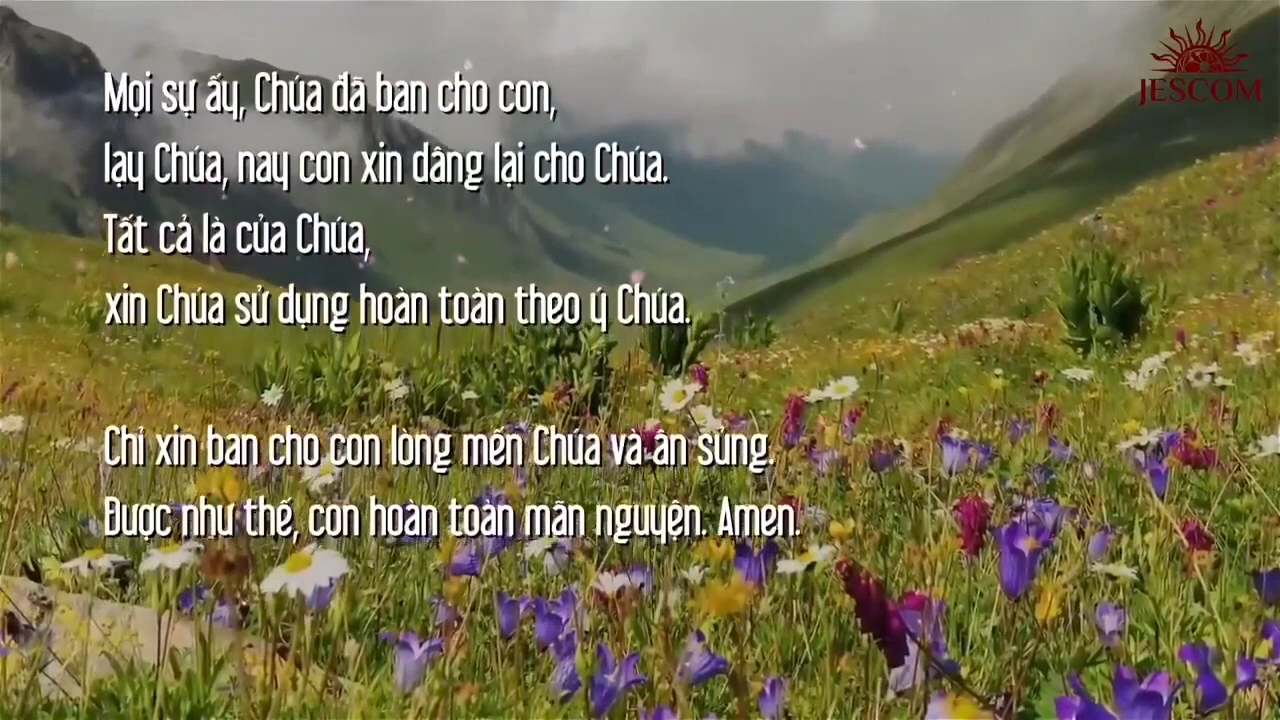 JESCOM
Mọi sự ấy, Chúa đã ban cho con,
lạy Chúa, nay con xin dâng lại cho Chúa.
Tất cả là của Chúa,
xin Chúa sử dụng hoàn toàn theo ý Chúa.
Chỉ xin ban cho con lòng mến Chúa và ân sủng.
Được như thế, con hoàn toàn mãn nguyện. Amen.